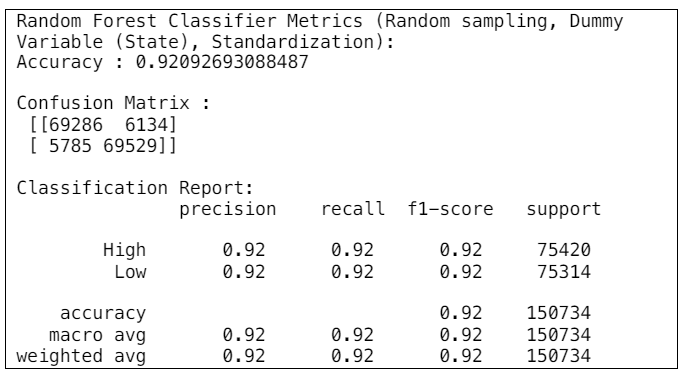 Random Forest Classifier Metrics (Random sampling, Dummy
Variable (State), Standardization):
Accuracy : 0.92092693088487
Confusion Matrix :
[[69286 6134]
[ 5785 69529]]
Classification Report:
precision recall f1-score support
High 0.92 0.92 0.92 75420
Low 0.92 0.92 0.92 75314
accuracy 0.92 150734
macro avg 0.92 0.92 0.92 150734
weighted avg 0.92 0.92 0.92 150734